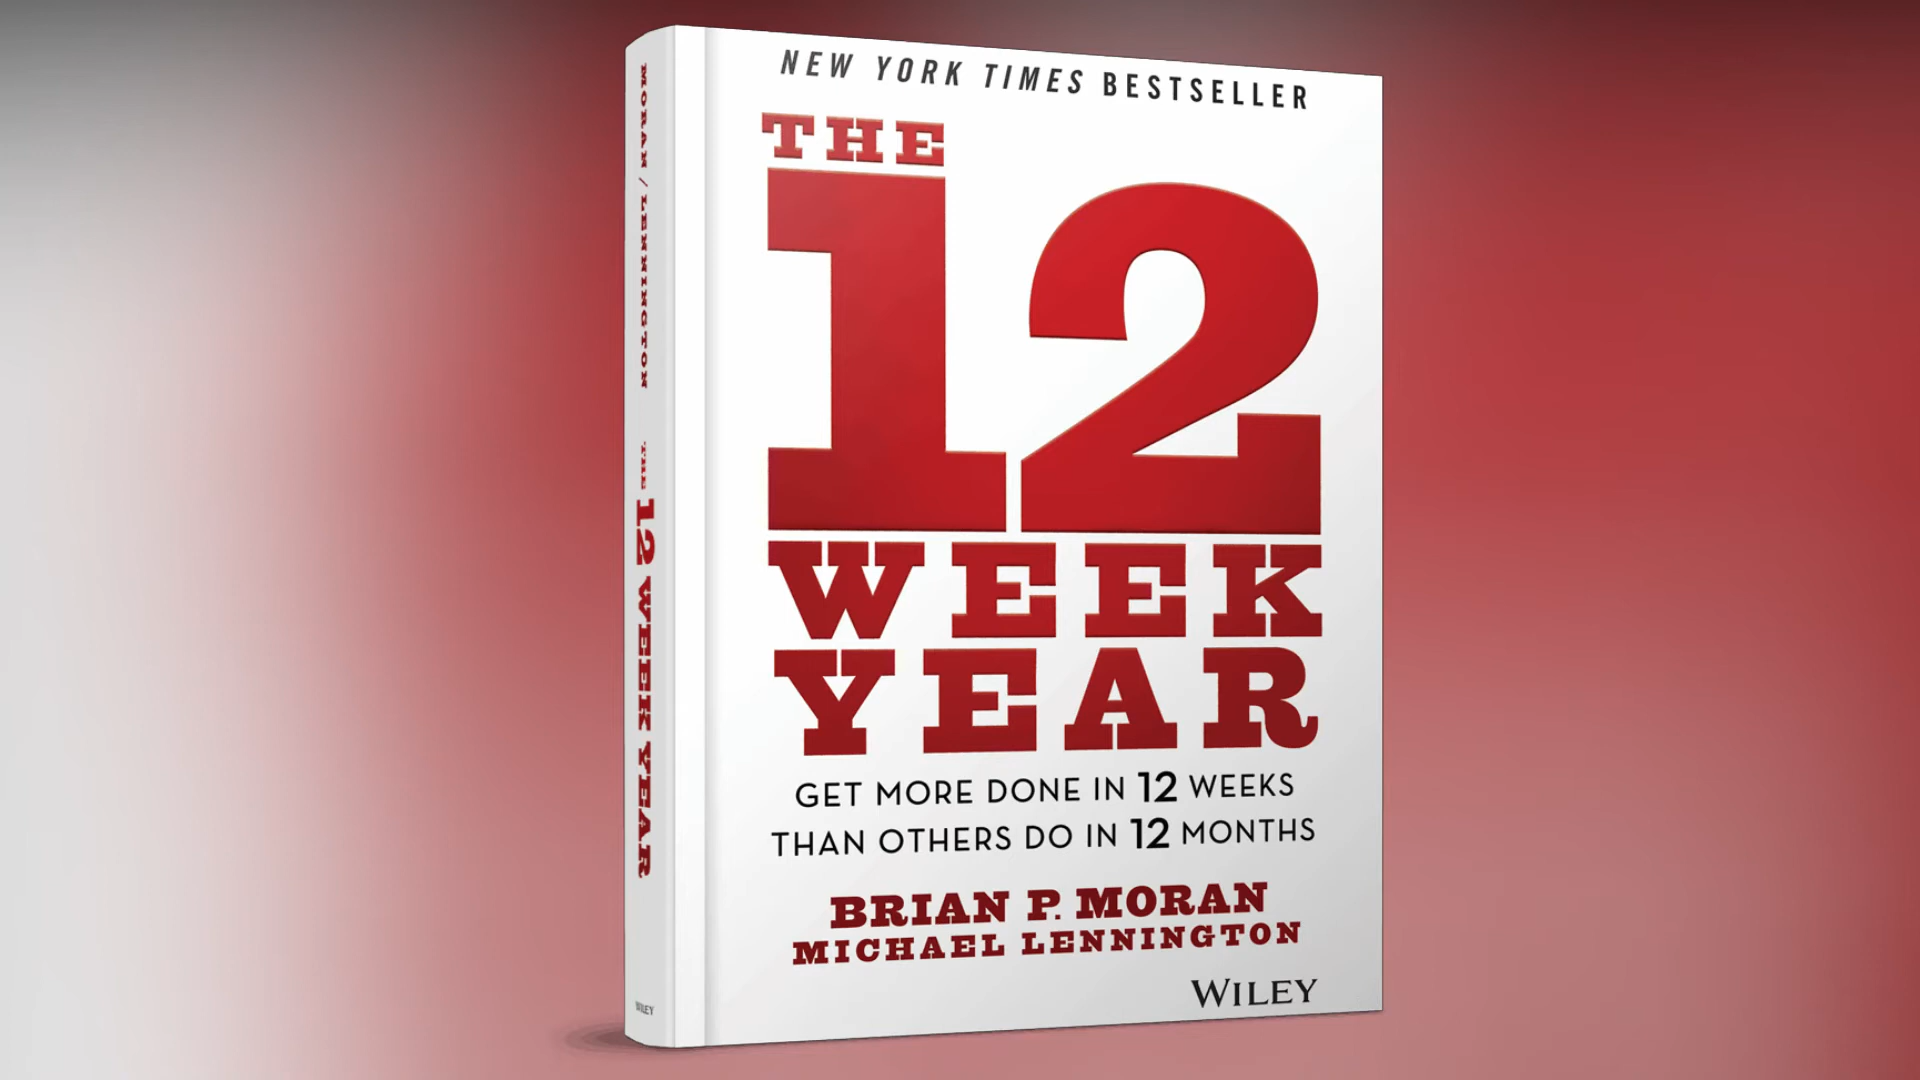 MORAN / LENNINGTON THE 12 WEEK YEAR WILEY
NEW YORK TIMES BESTSELLER
THE
12
WEEK
YEAR
GET MORE DONE IN 12 WEEKS
THAN OTHERS DO IN 12 MONTHS
BRIAN P. MORAN
MICHAEL LENNINGTON
WILEY